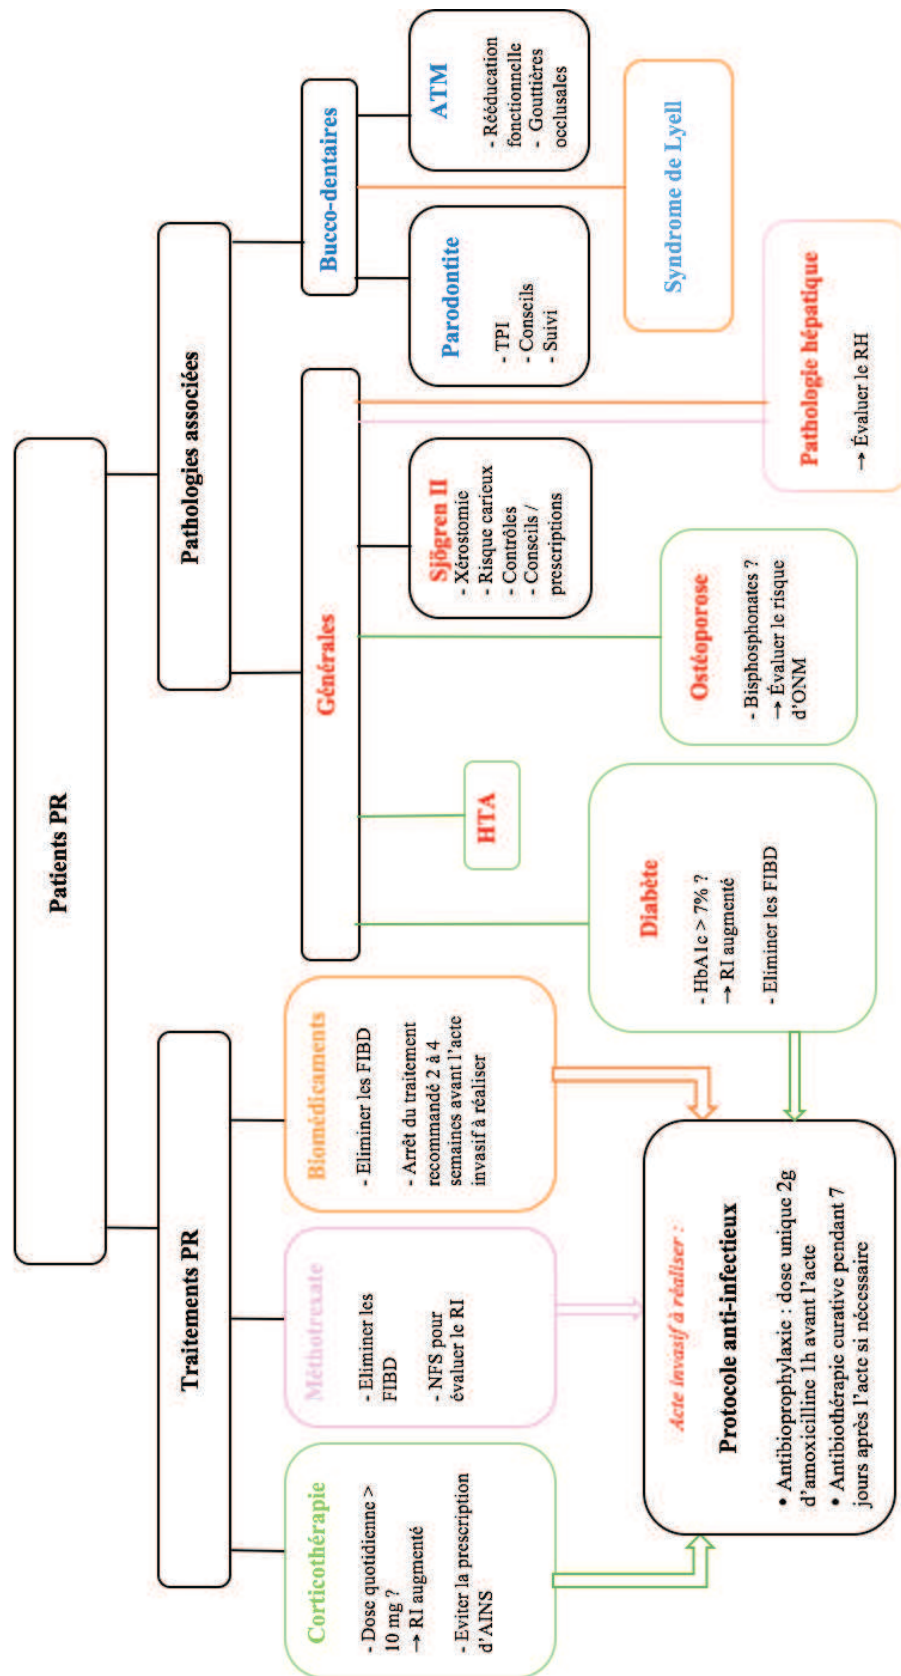 Patients PR
Traitements PR
Pathologies associées
Corticothérapie
- Dose quotidienne >
10 mg ?
→ RI augmenté
- Eviter la prescription
d’AINS
Méthotrexate
- Eliminer les
FIBD
- NFS pour
évaluer le RI
Biomédicaments
- Eliminer les FIBD
- Arrêt du traitement
recommandé 2 à 4
semaines avant l’acte
invasif à réaliser
Générales
Bucco-dentaires
HTA
Sjögren II
- Xérostomie
- Risque carieux
- Contrôles
- Conseils /
prescriptions
Parodontite
- TPI
- Conseils
- Suivi
ATM
- Rééducation
fonctionnelle
- Gouttières
occlusales
Diabète
- HbA1c > 7% ?
→ RI augmenté
- Eliminer les FIBD
Ostéoporose
- Bisphosphonates ?
→ Évaluer le risque
d’ONM
Pathologie hépatique
→ Évaluer le RH
Syndrome de Lyell
Acte invasif à réaliser :
Protocole anti-infectieux
• Antibioprophylaxie : dose unique 2g
d’amoxicilline 1h avant l’acte
• Antibiothérapie curative pendant 7
jours après l’acte si nécessaire